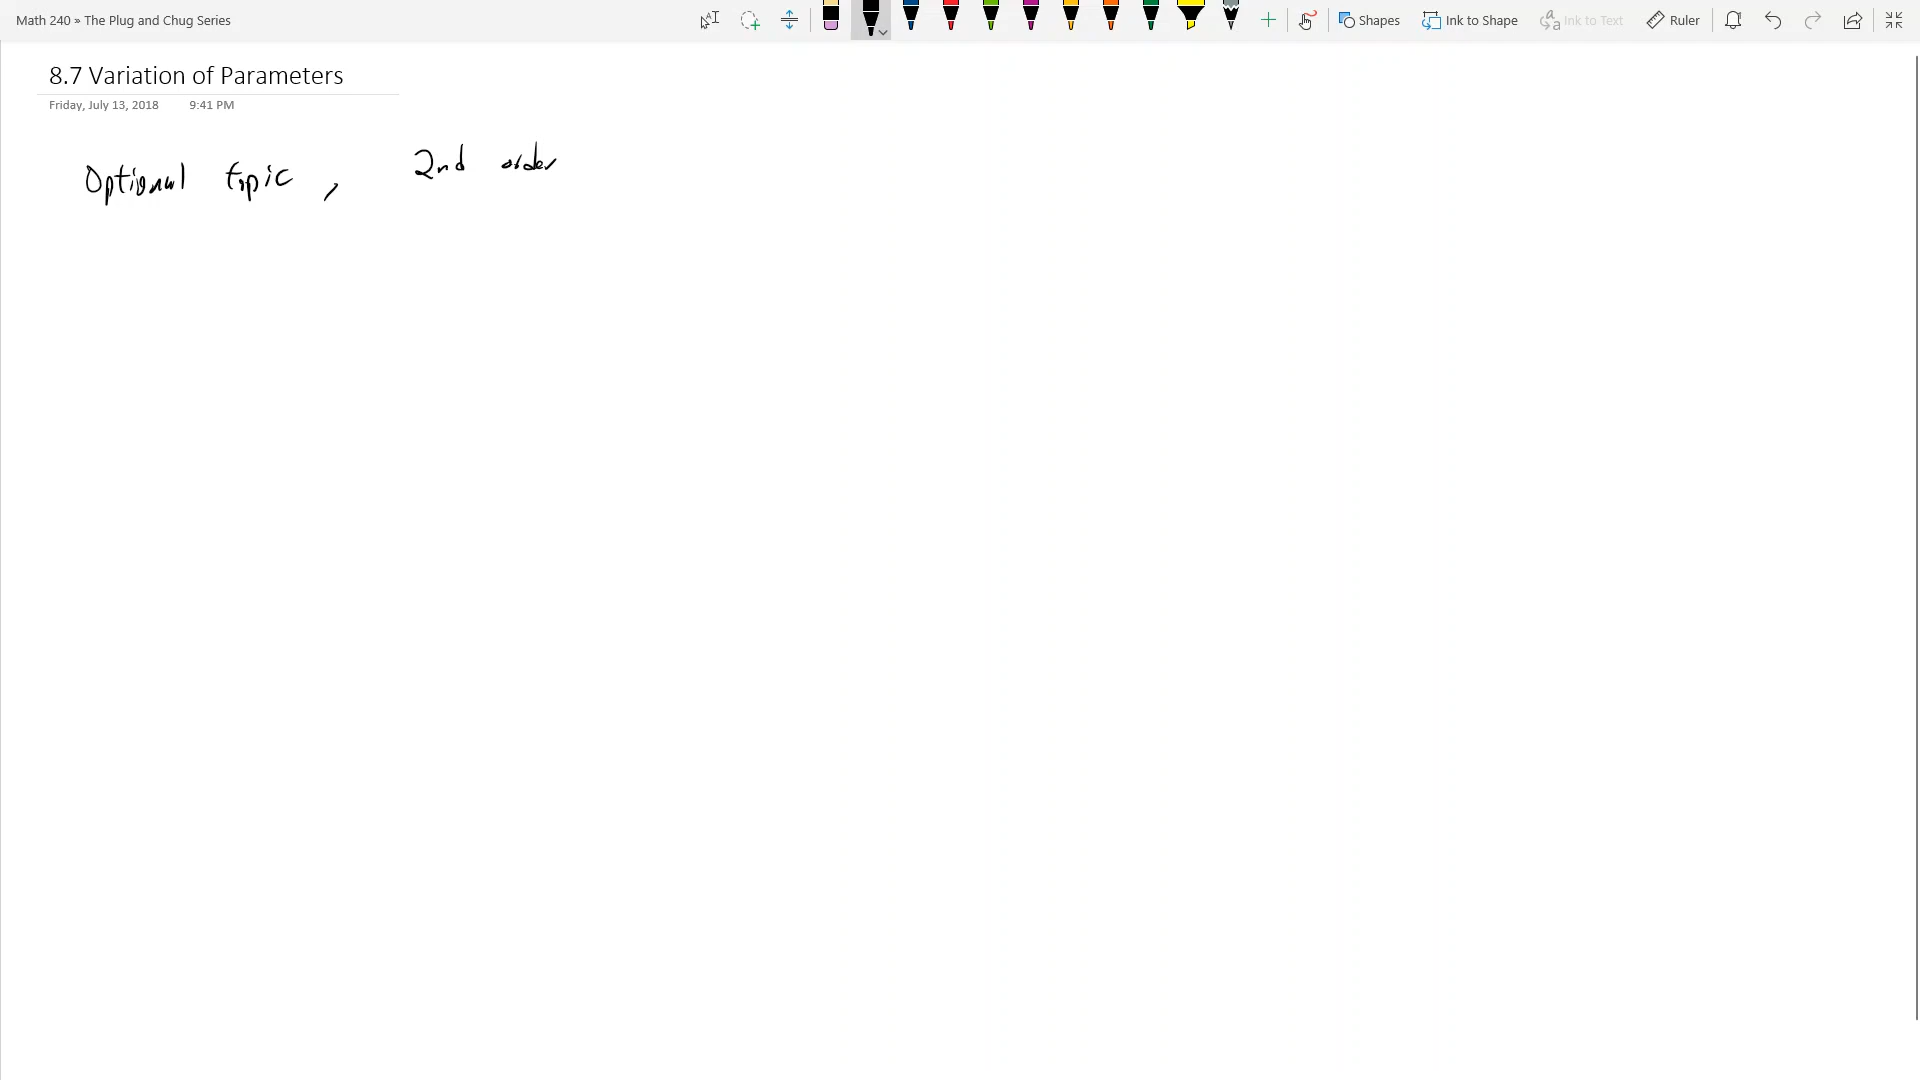 Math 240 » The Plug and Chug Series
Shapes
Ink to Shape
Ink to Text
Ruler
8.7 Variation of Parameters
Friday, July 13, 2018 9:41 PM
Optional topic, 2nd order